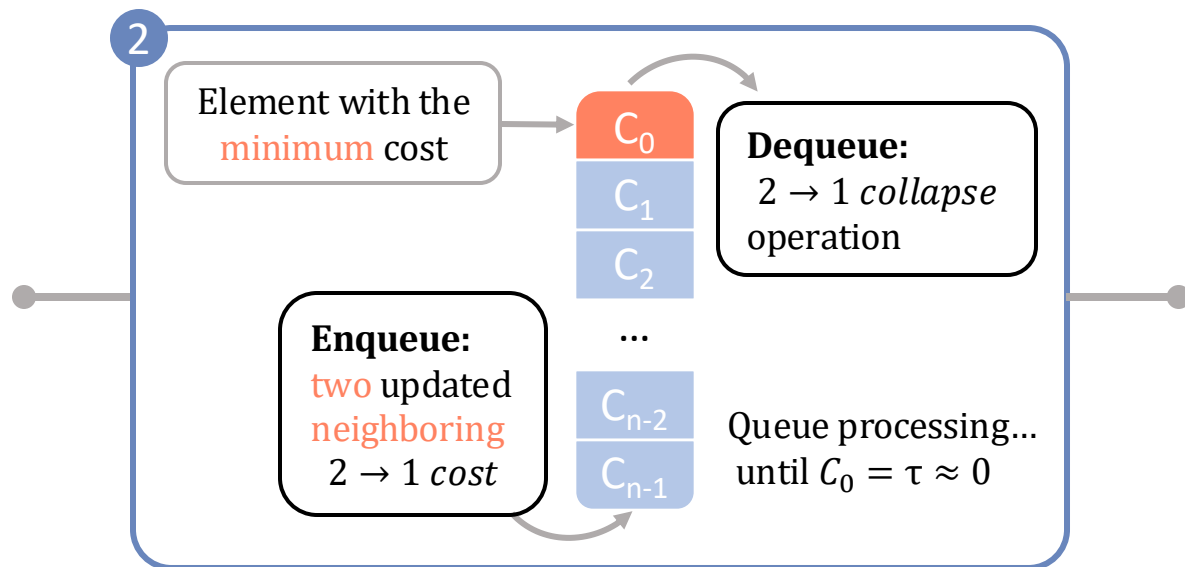 2
Element with the
minimum cost
C₀
C₁
C₂
...
Cₙ₋₂
Cₙ₋₁
Dequeue:
2 → 1 collapse
operation
Enqueue:
two updated
neighboring
2 → 1 cost
Queue processing...
until C₀ = τ ≈ 0